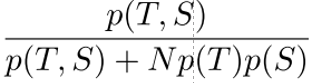 p(T, S)
p(T, S) + Np(T)p(S)